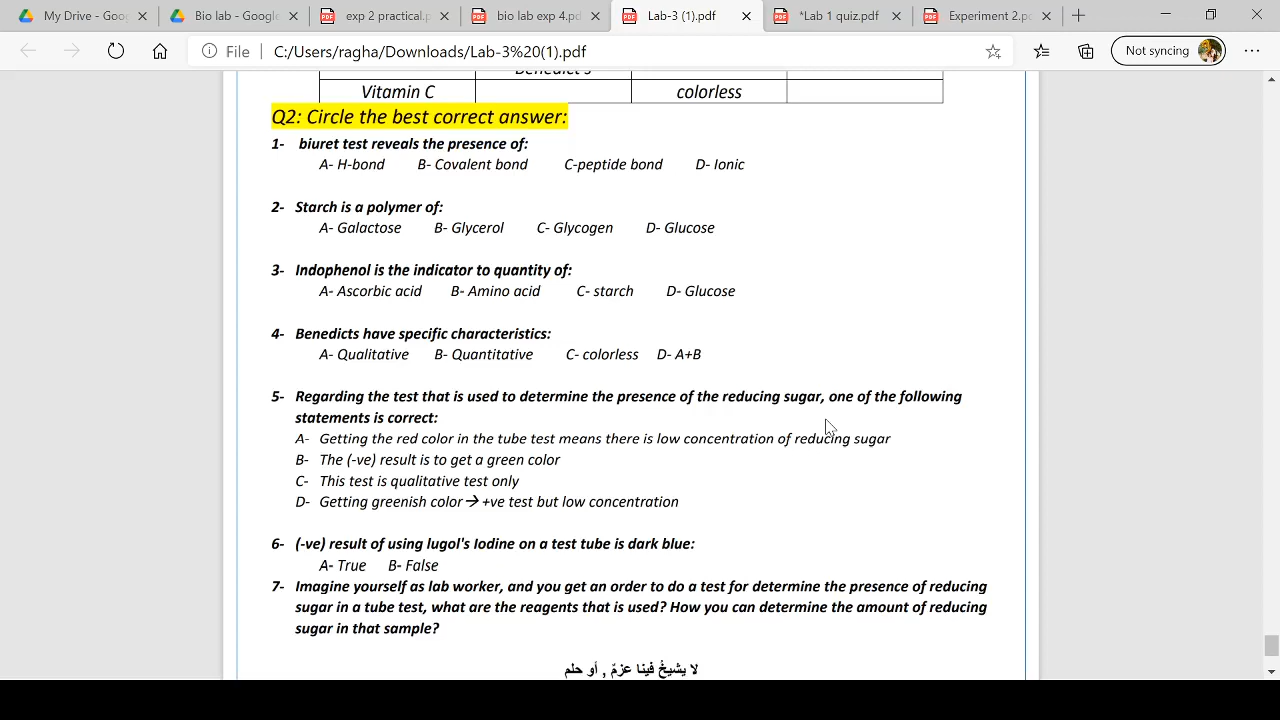 My Drive - Goog
Bio lab - Google
exp 2 practical.p
bio lab exp 4.pd
Lab-3 (1).pdf
*Lab 1 quiz.pdf
Experiment 2.pd
File
C:/Users/ragha/Downloads/Lab-3%20(1).pdf
Not syncing
Benedict's
Vitamin C colorless
Q2: Circle the best correct answer:
1- biuret test reveals the presence of:
A- H-bond B- Covalent bond C-peptide bond D- Ionic
2- Starch is a polymer of:
A- Galactose B- Glycerol C- Glycogen D- Glucose
3- Indophenol is the indicator to quantity of:
A- Ascorbic acid B- Amino acid C- starch D- Glucose
4- Benedicts have specific characteristics:
A- Qualitative B- Quantitative C- colorless D- A+B
5- Regarding the test that is used to determine the presence of the reducing sugar, one of the following
statements is correct:
A- Getting the red color in the tube test means there is low concentration of reducing sugar
B- The (-ve) result is to get a green color
C- This test is qualitative test only
D- Getting greenish color→ +ve test but low concentration
6- (-ve) result of using lugol's Iodine on a test tube is dark blue:
A- True B- False
7- Imagine yourself as lab worker, and you get an order to do a test for determine the presence of reducing
sugar in a tube test, what are the reagents that is used? How you can determine the amount of reducing
sugar in that sample?
لا يشيخُ فينا عزمٌ , أو حلم